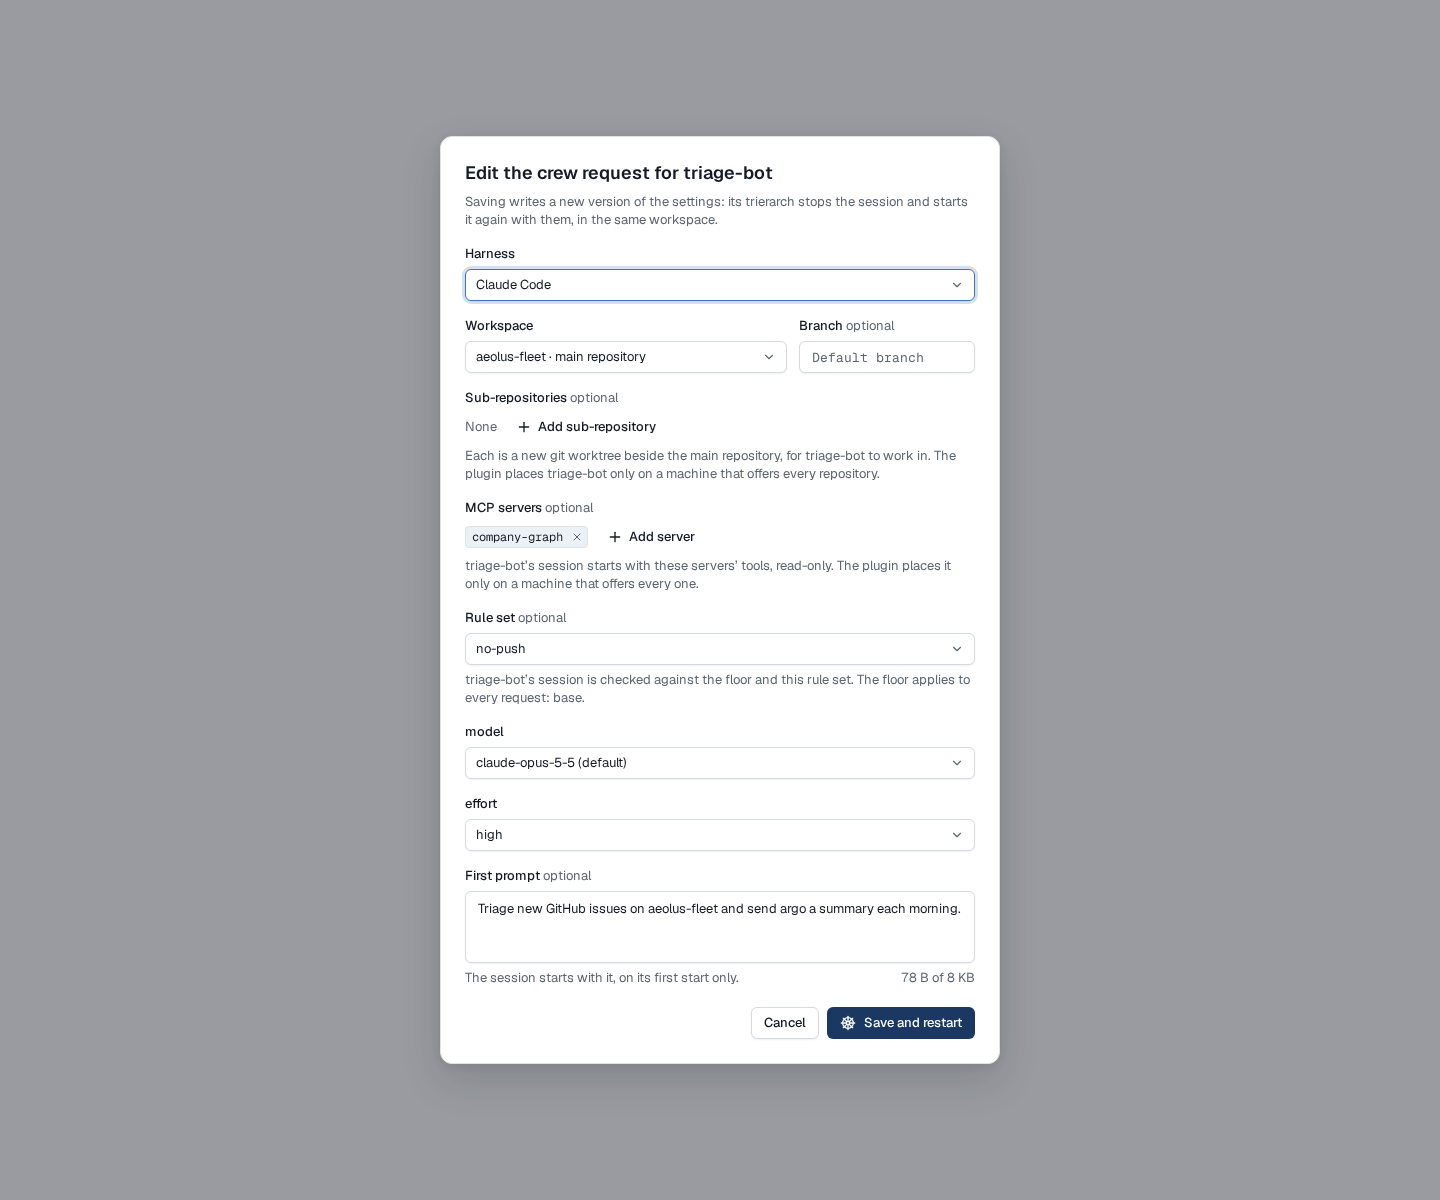 Edit the crew request for triage-bot
Saving writes a new version of the settings: its trierarch stops the session and starts
it again with them, in the same workspace.
Harness
Claude Code
Workspace
Branch optional
aeolus-fleet · main repository
Default branch
Sub-repositories optional
None
Add sub-repository
Each is a new git worktree beside the main repository, for triage-bot to work in. The
plugin places triage-bot only on a machine that offers every repository.
MCP servers optional
company-graph
Add server
triage-bot's session starts with these servers' tools, read-only. The plugin places it
only on a machine that offers every one.
Rule set optional
no-push
triage-bot's session is checked against the floor and this rule set. The floor applies to
every request: base.
model
claude-opus-5-5 (default)
effort
high
First prompt optional
Triage new GitHub issues on aeolus-fleet and send argo a summary each morning.
The session starts with it, on its first start only.
78 B of 8 KB
Cancel
Save and restart